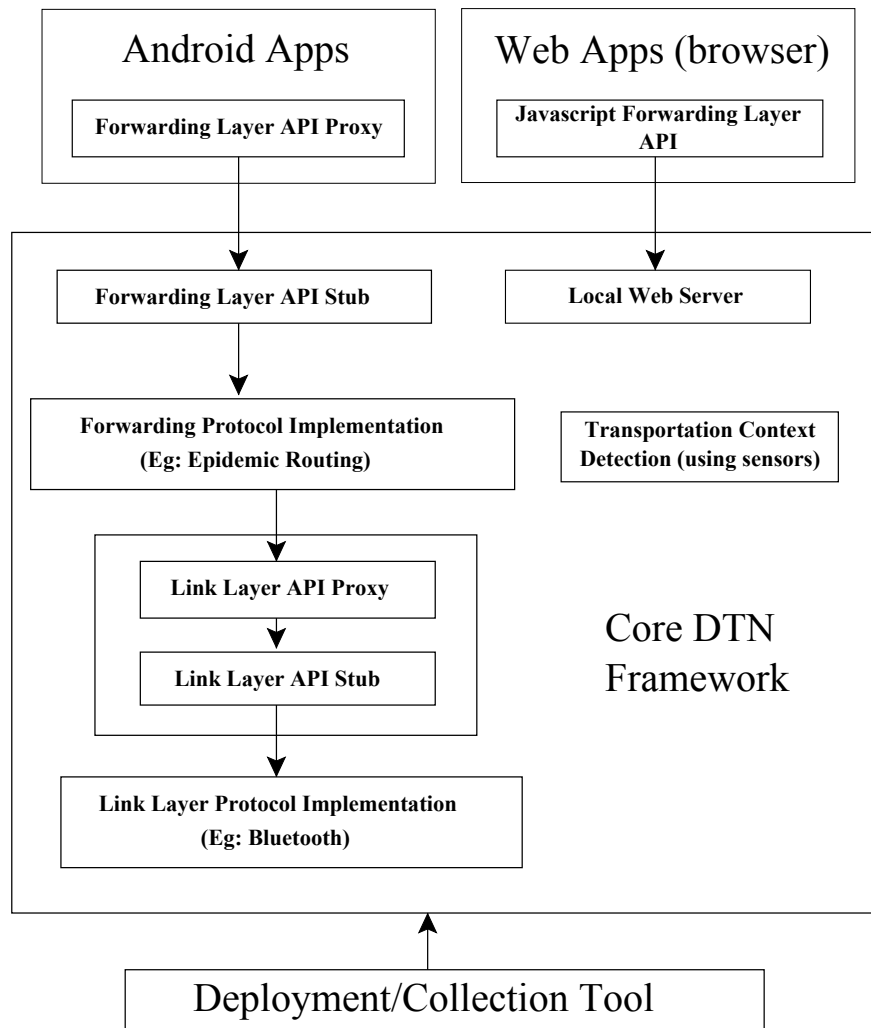 Android Apps
Forwarding Layer API Proxy
Web Apps (browser)
Javascript Forwarding Layer
API
Forwarding Layer API Stub
Local Web Server
Forwarding Protocol Implementation
(Eg: Epidemic Routing)
Transportation Context
Detection (using sensors)
Link Layer API Proxy
Link Layer API Stub
Core DTN
Framework
Link Layer Protocol Implementation
(Eg: Bluetooth)
Deployment/Collection Tool